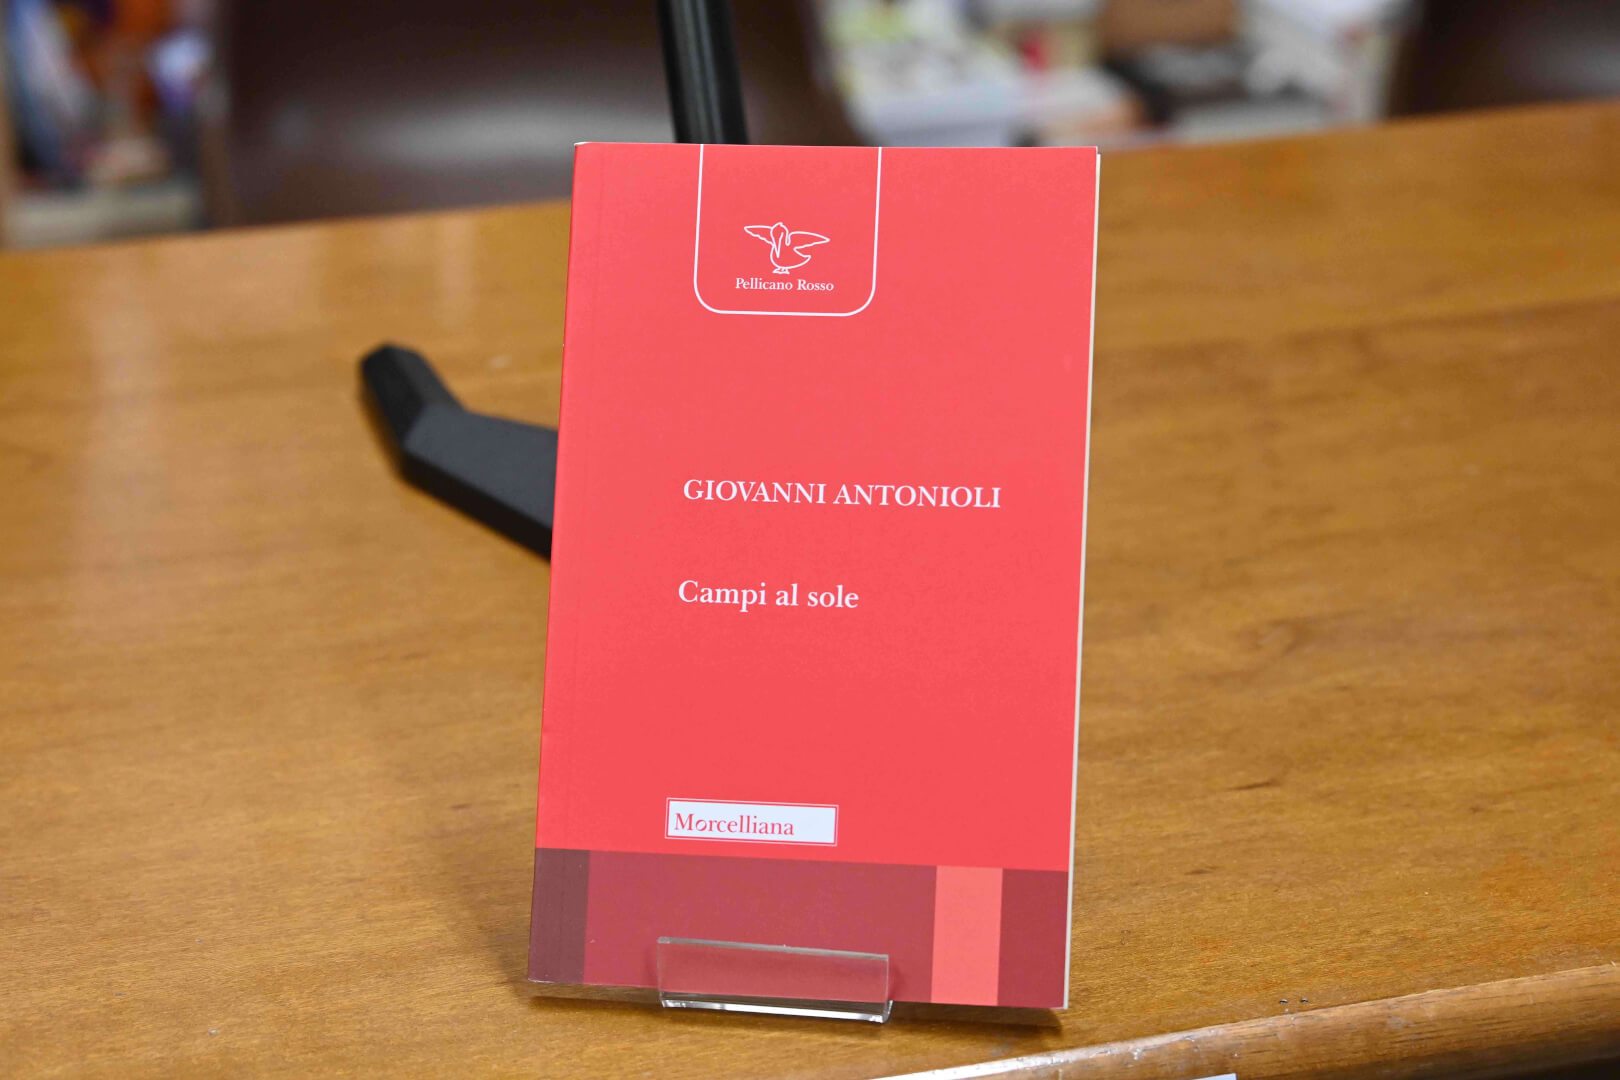 Pellicano Rosso
GIOVANNI ANTONIOLI
Campi al sole
Morcelliana